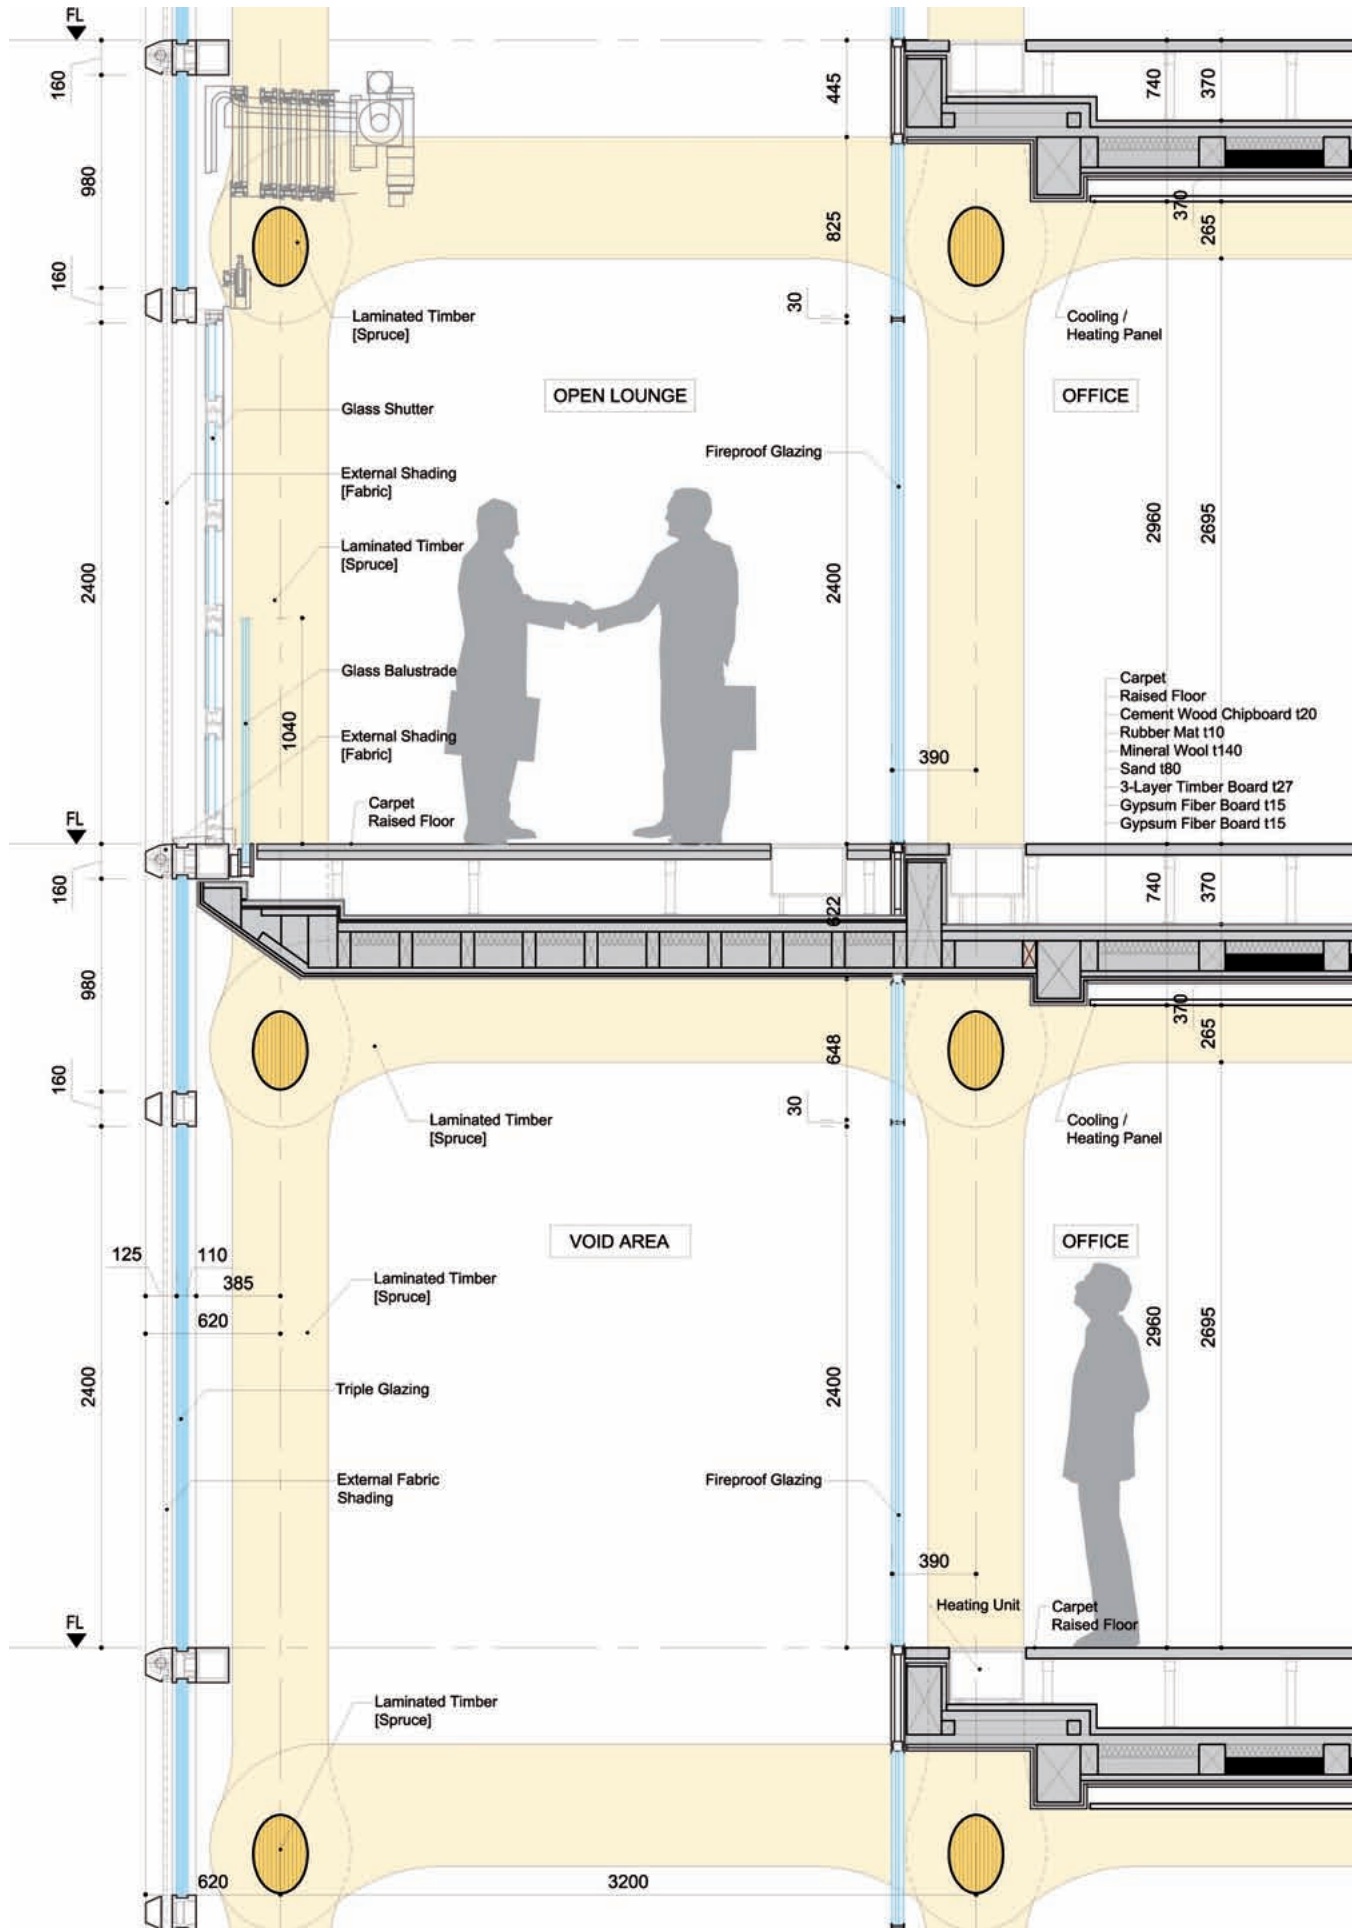 FL
160
445
740
370
980
825
370
265
160
30
Laminated Timber
[Spruce]
Cooling /
Heating Panel
OPEN LOUNGE
OFFICE
Glass Shutter
Fireproof Glazing
External Shading
[Fabric]
2960
2695
Laminated Timber
[Spruce]
2400
2400
Glass Balustrade
1040
External Shading
[Fabric]
390
Carpet
Raised Floor
Cement Wood Chipboard t20
Rubber Mat t10
Mineral Wool t140
Sand t80
3-Layer Timber Board t27
Gypsum Fiber Board t15
Gypsum Fiber Board t15
Carpet
Raised Floor
FL
160
622
740
370
980
648
370
265
160
30
Laminated Timber
[Spruce]
Cooling /
Heating Panel
VOID AREA
OFFICE
125
110
385
620
Laminated Timber
[Spruce]
2960
2695
2400
2400
Triple Glazing
External Fabric
Shading
Fireproof Glazing
390
Heating Unit
Carpet
Raised Floor
FL
Laminated Timber
[Spruce]
620
3200